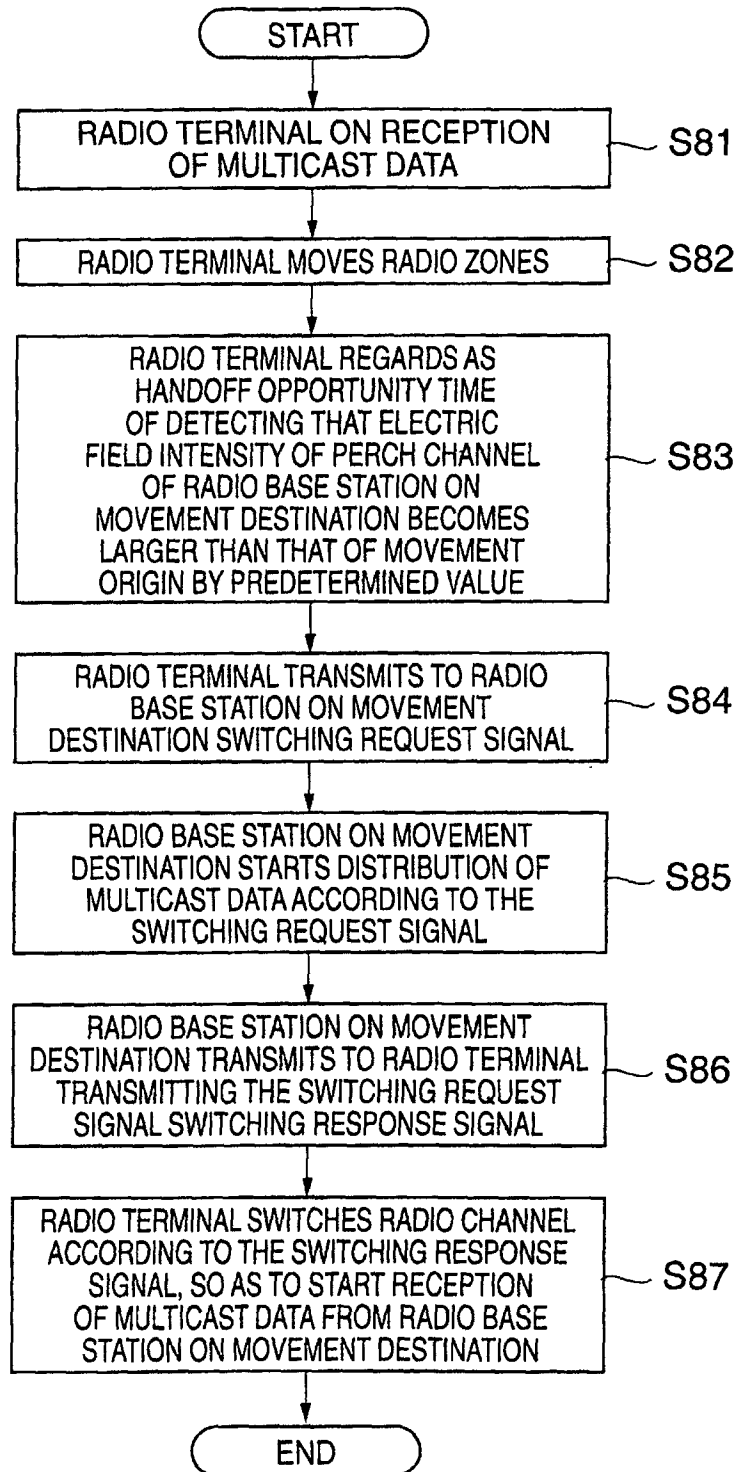 START
RADIO TERMINAL ON RECEPTION
OF MULTICAST DATA
S81
RADIO TERMINAL MOVES RADIO ZONES
S82
RADIO TERMINAL REGARDS AS
HANDOFF OPPORTUNITY TIME
OF DETECTING THAT ELECTRIC
FIELD INTENSITY OF PERCH CHANNEL
OF RADIO BASE STATION ON
MOVEMENT DESTINATION BECOMES
LARGER THAN THAT OF MOVEMENT
ORIGIN BY PREDETERMINED VALUE
S83
RADIO TERMINAL TRANSMITS TO RADIO
BASE STATION ON MOVEMENT
DESTINATION SWITCHING REQUEST SIGNAL
S84
RADIO BASE STATION ON MOVEMENT
DESTINATION STARTS DISTRIBUTION OF
MULTICAST DATA ACCORDING TO THE
SWITCHING REQUEST SIGNAL
S85
RADIO BASE STATION ON MOVEMENT
DESTINATION TRANSMITS TO RADIO TERMINAL
TRANSMITTING THE SWITCHING REQUEST
SIGNAL SWITCHING RESPONSE SIGNAL
S86
RADIO TERMINAL SWITCHES RADIO CHANNEL
ACCORDING TO THE SWITCHING RESPONSE
SIGNAL, SO AS TO START RECEPTION
OF MULTICAST DATA FROM RADIO BASE
STATION ON MOVEMENT DESTINATION
S87
END